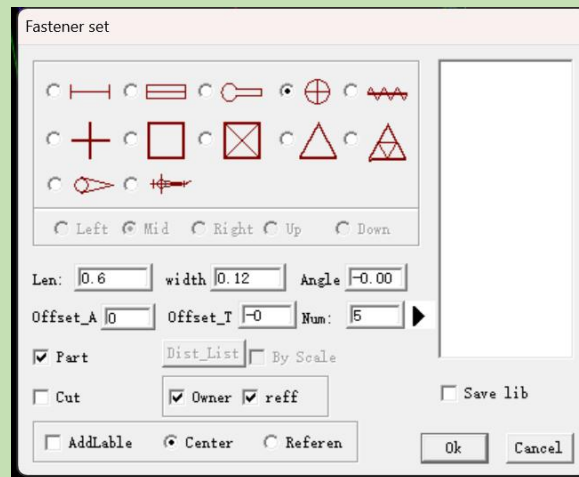 Fastener set
Left Mid Right Up Down
Len: 0.6 width 0.12 Angle -0.00
Offset_A 0 Offset_T -0 Num: 5
Part Dist_List By Scale
Cut Owner reff Save lib
AddLable Center Referen Ok Cancel